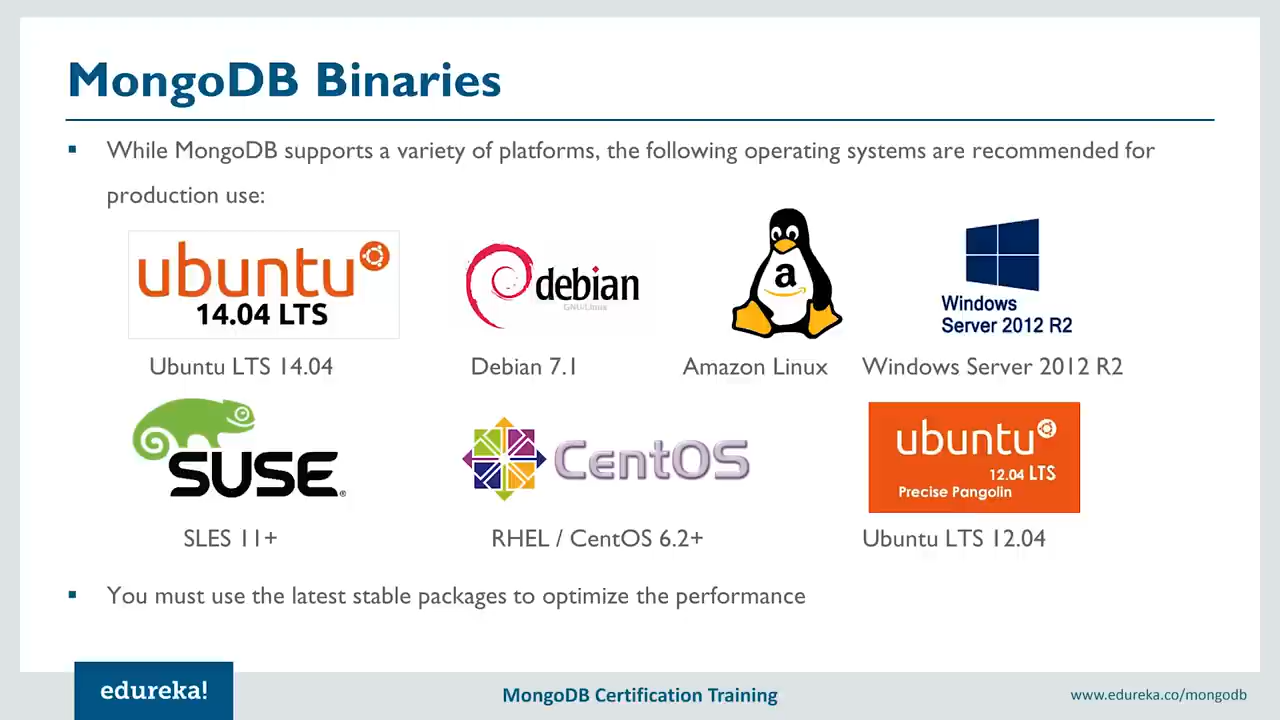 MongoDB Binaries
▪ While MongoDB supports a variety of platforms, the following operating systems are recommended for
production use:
ubuntu
14.04 LTS
debian
GNU/Linux
a
Windows
Server 2012 R2
Ubuntu LTS 14.04
Debian 7.1
Amazon Linux
Windows Server 2012 R2
SUSE®
CentOS
ubuntu
12.04 LTS
Precise Pangolin
SLES 11+
RHEL / CentOS 6.2+
Ubuntu LTS 12.04
▪ You must use the latest stable packages to optimize the performance
edureka!
MongoDB Certification Training
www.edureka.co/mongodb